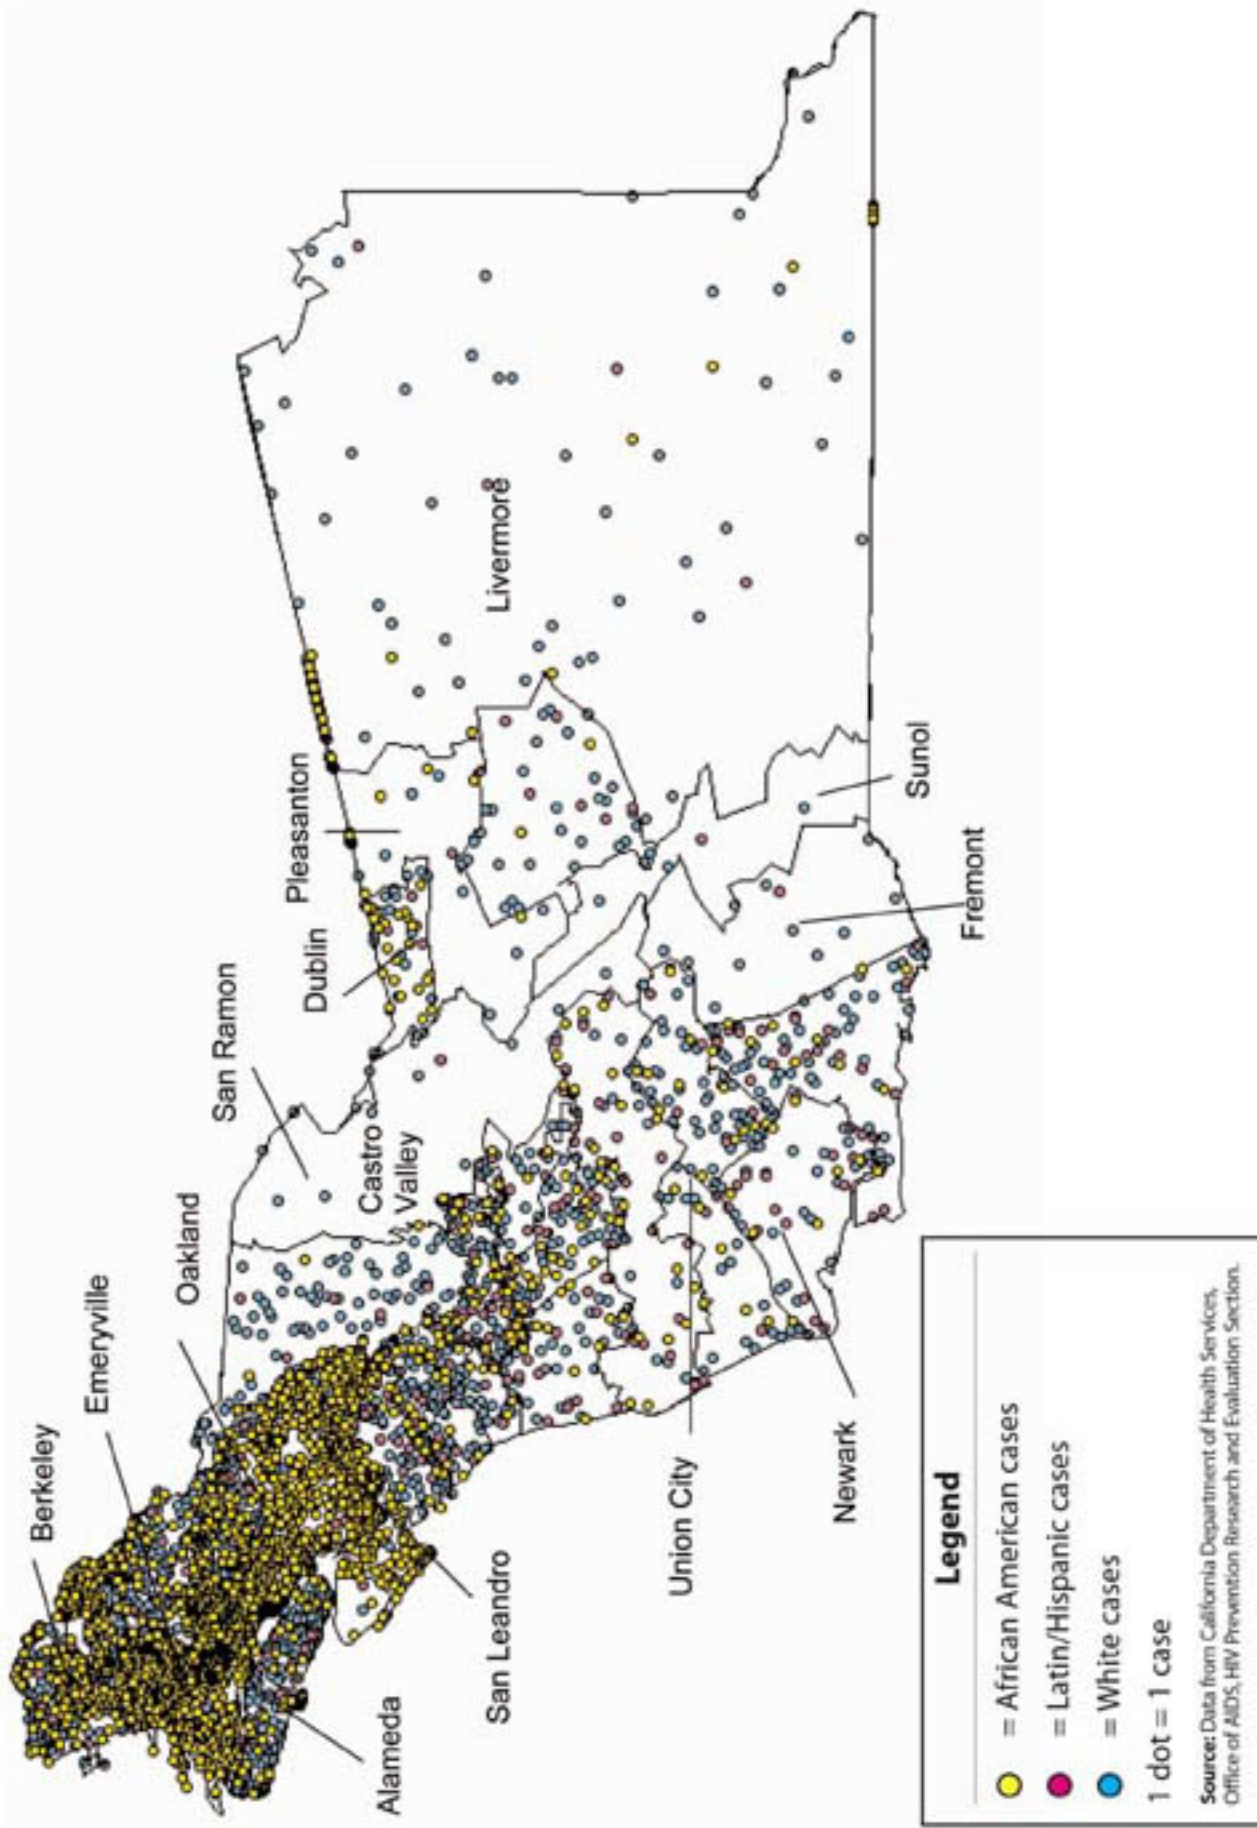 Berkeley
Emeryville
Oakland
San Ramon
Dublin
Pleasanton
Castro
Valley
Livermore
Alameda
San Leandro
Union City
Newark
Fremont
Sunol
Legend
= African American cases
= Latin/Hispanic cases
= White cases
1 dot = 1 case
Source: Data from California Department of Health Services,
Office of AIDS, HIV Prevention Research and Evaluation Section.